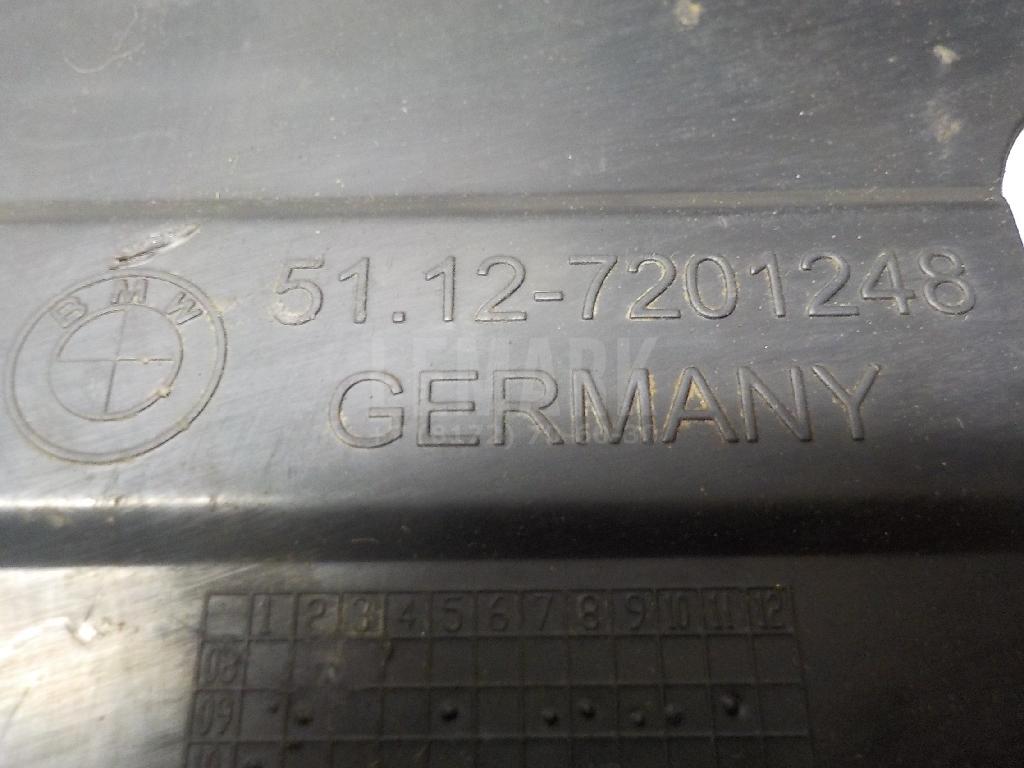 BMW
51.12-7201248
LEMARK
GERMANY
1 2 3 4 5 6 7 8 9 10 11 12
08
09